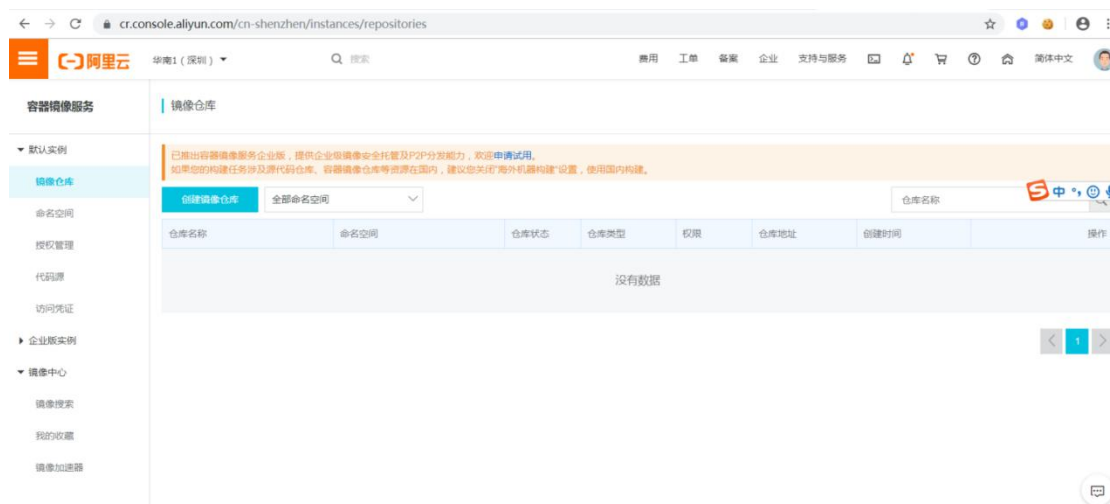 cr.console.aliyun.com/cn-shenzhen/instances/repositories
阿里云 华南1（深圳） 搜索 费用 工单 备案 企业 支持与服务 简体中文
容器镜像服务
镜像仓库
默认实例
镜像仓库
命名空间
授权管理
代码源
访问凭证
企业版实例
镜像中心
镜像搜索
我的收藏
镜像加速器
已推出容器镜像服务企业版，提供企业级镜像安全托管及P2P分发能力，欢迎申请试用。
如果您的构建任务涉及源代码仓库、容器镜像仓库等资源在国内，建议您关闭"海外机器构建"设置，使用国内构建。
创建镜像仓库 全部命名空间 仓库名称
中
仓库名称 命名空间 仓库状态 仓库类型 权限 仓库地址 创建时间 操作
没有数据
1